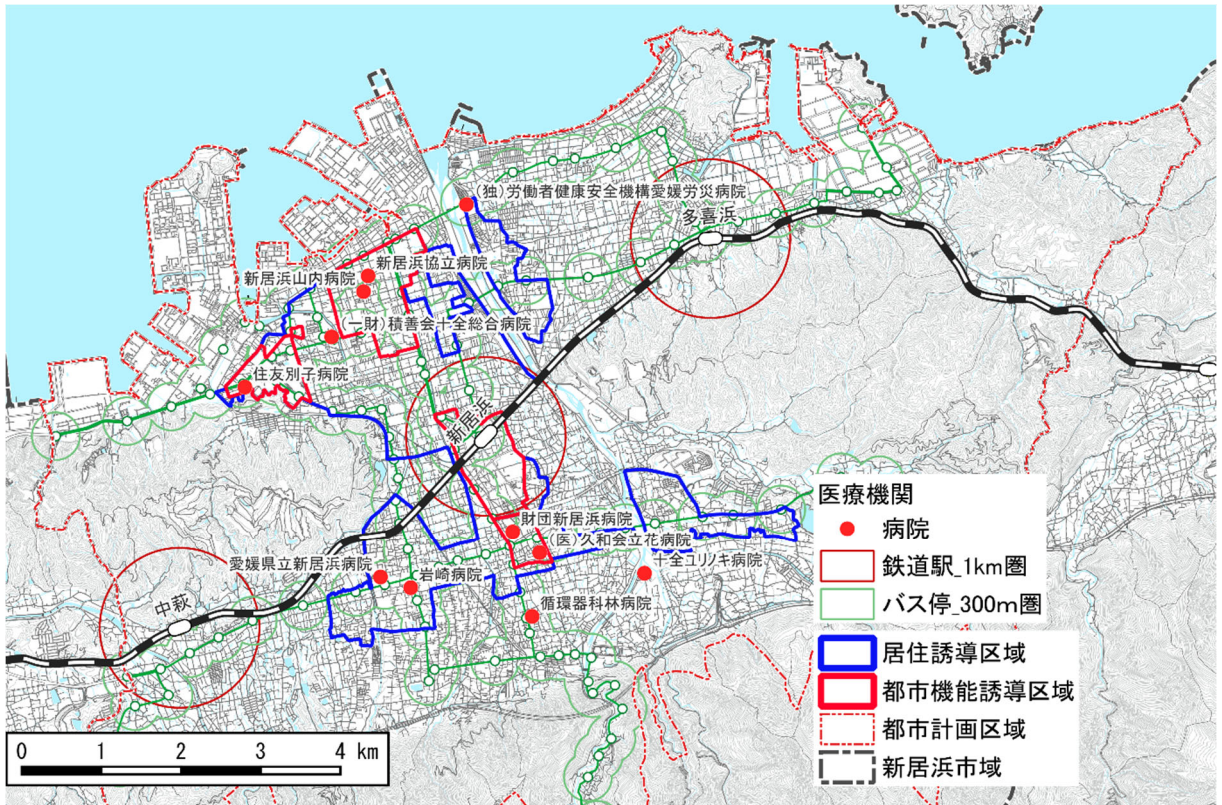 (独)労働者健康安全機構愛媛労災病院
多喜浜
新居浜協立病院
新居浜山内病院
(一財)積善会十全総合病院
住友別子病院
新居浜
財団新居浜病院
(医)久和会立花病院
十全ユリノキ病院
愛媛県立新居浜病院
岩崎病院
循環器科林病院
中萩
医療機関
病院
鉄道駅_1km圏
バス停_300m圏
居住誘導区域
都市機能誘導区域
都市計画区域
新居浜市域
0 1 2 3 4 km